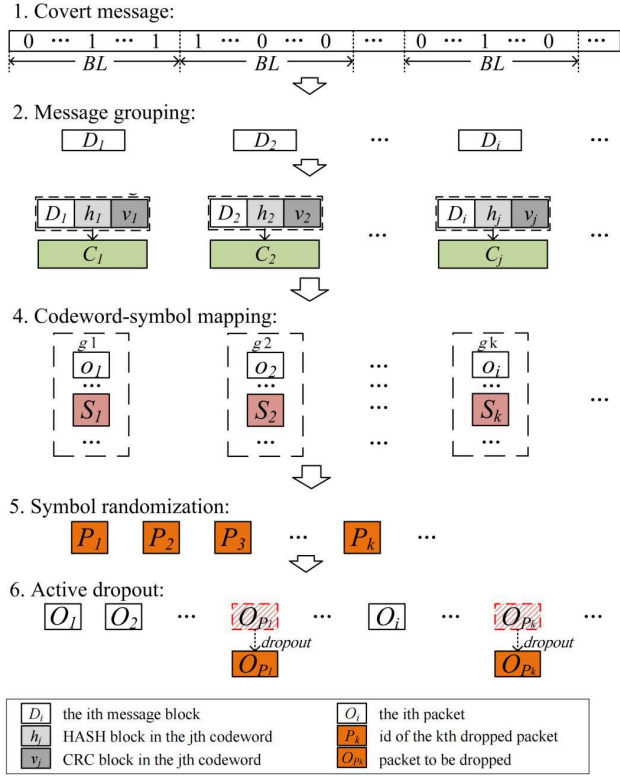 1. Covert message:
0 ··· 1 ··· 1 1 ··· 0 ··· 0 ··· 0 ··· 1 ··· 0 ···
BL BL BL
2. Message grouping:
D₁ D₂ ··· Dᵢ ···
D₁ h₁ v₁ D₂ h₂ v₂ Dᵢ hⱼ vⱼ
··· ···
C₁ C₂ Cⱼ
4. Codeword-symbol mapping:
g1 g2 gk
o₁ o₂ ··· oᵢ
··· ··· ··· ···
S₁ S₂ ··· Sₖ ···
··· ··· ··· ···
5. Symbol randomization:
P₁ P₂ P₃ ··· Pₖ ···
6. Active dropout:
O₁ O₂ ··· O_P₁ ··· Oᵢ ··· O_Pₖ ···
dropout dropout
O_P₁ O_Pₖ
Dᵢ the ith message block Oᵢ the ith packet
hⱼ HASH block in the jth codeword Pₖ id of the kth dropped packet
vⱼ CRC block in the jth codeword O_Pₖ packet to be dropped